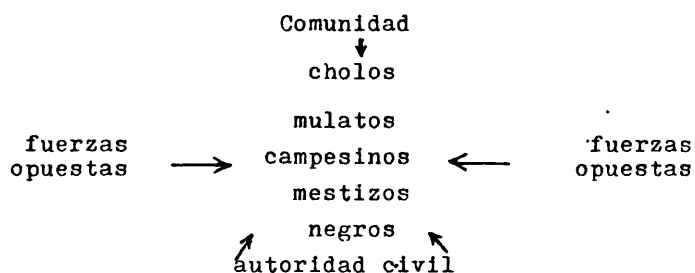 Comunidad
cholos
mulatos
fuerzas
opuestas
campesinos
fuerzas
opuestas
mestizos
negros
autoridad civil